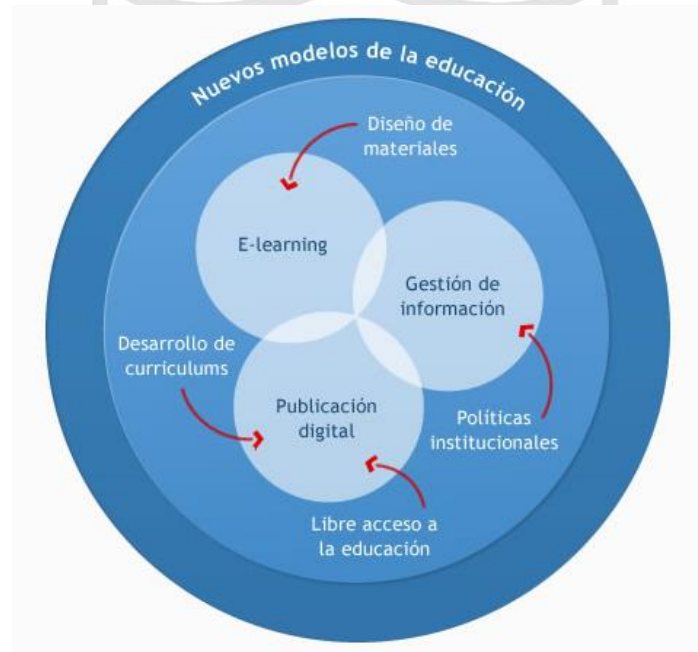 Nuevos modelos de la educación
Diseño de
materiales
E-learning
Gestión de
información
Desarrollo de
curriculums
Publicación
digital
Políticas
institucionales
Libre acceso a
la educación